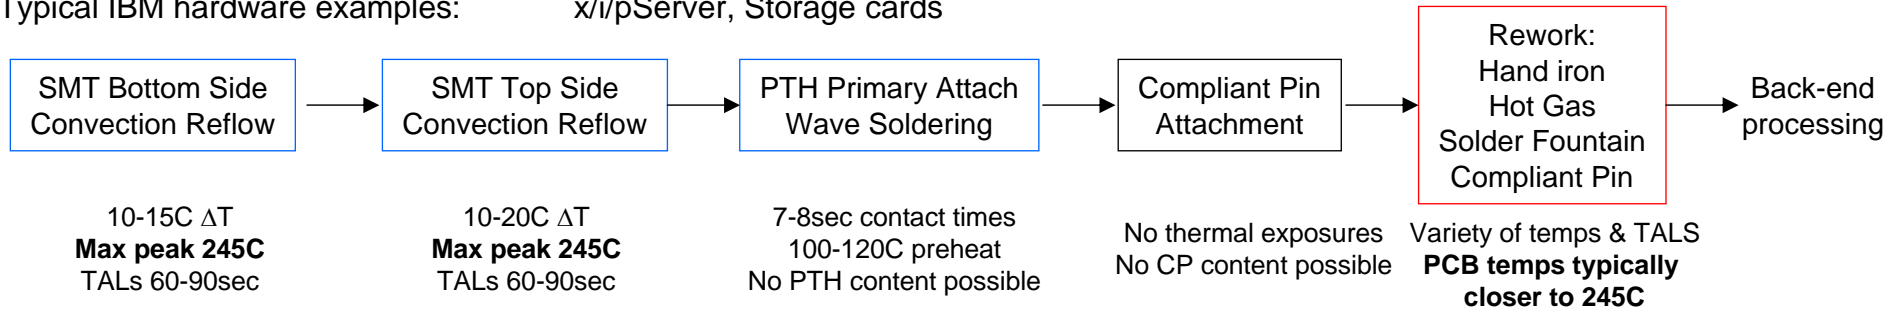 Typical IBM hardware examples: x/i/pServer, Storage cards
SMT Bottom Side
Convection Reflow
SMT Top Side
Convection Reflow
PTH Primary Attach
Wave Soldering
Compliant Pin
Attachment
Rework:
Hand iron
Hot Gas
Solder Fountain
Compliant Pin
Back-end
processing
10-15C ΔT
Max peak 245C
TALs 60-90sec
10-20C ΔT
Max peak 245C
TALs 60-90sec
7-8sec contact times
100-120C preheat
No PTH content possible
No thermal exposures
No CP content possible
Variety of temps & TALS
PCB temps typically
closer to 245C